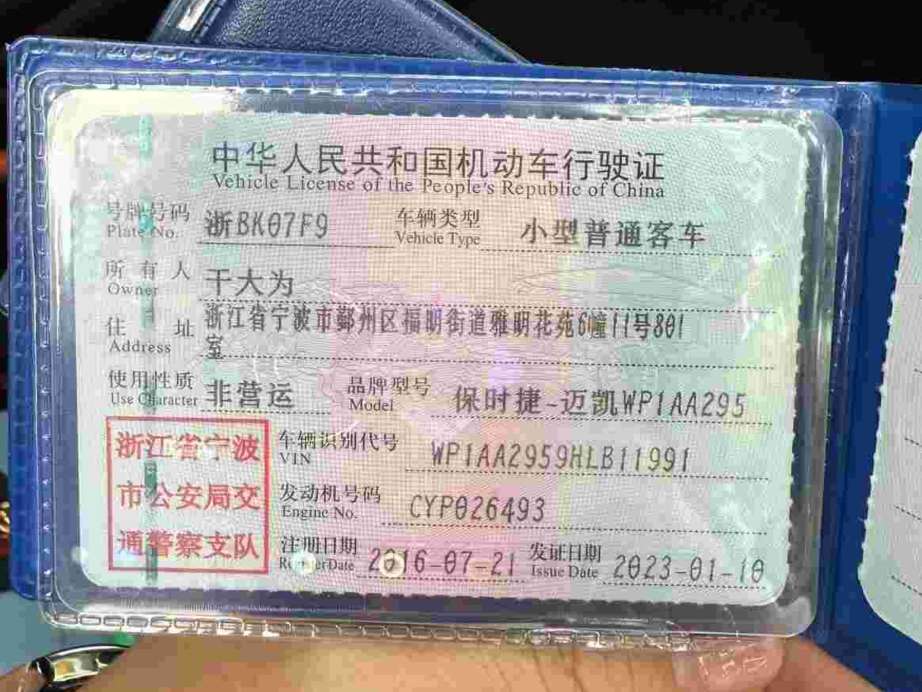 中华人民共和国机动车行驶证
Vehicle License of the People's Republic of China
号牌号码 浙BK07F9 车辆类型 小型普通客车
Plate No. Vehicle Type
所有人 干大为
Owner
住址 浙江省宁波市鄞州区福明街道雅明花苑6幢11号801
Address 室
使用性质 非营运 品牌型号 保时捷-迈凯WP1AA295
Use Character Model
浙江省宁波 车辆识别代号 WP1AA2959HLB11991
VIN
市公安局交 发动机号码 CYP026493
Engine No.
通警察支队 注册日期 2016-07-21 发证日期 2023-01-10
Register Date Issue Date